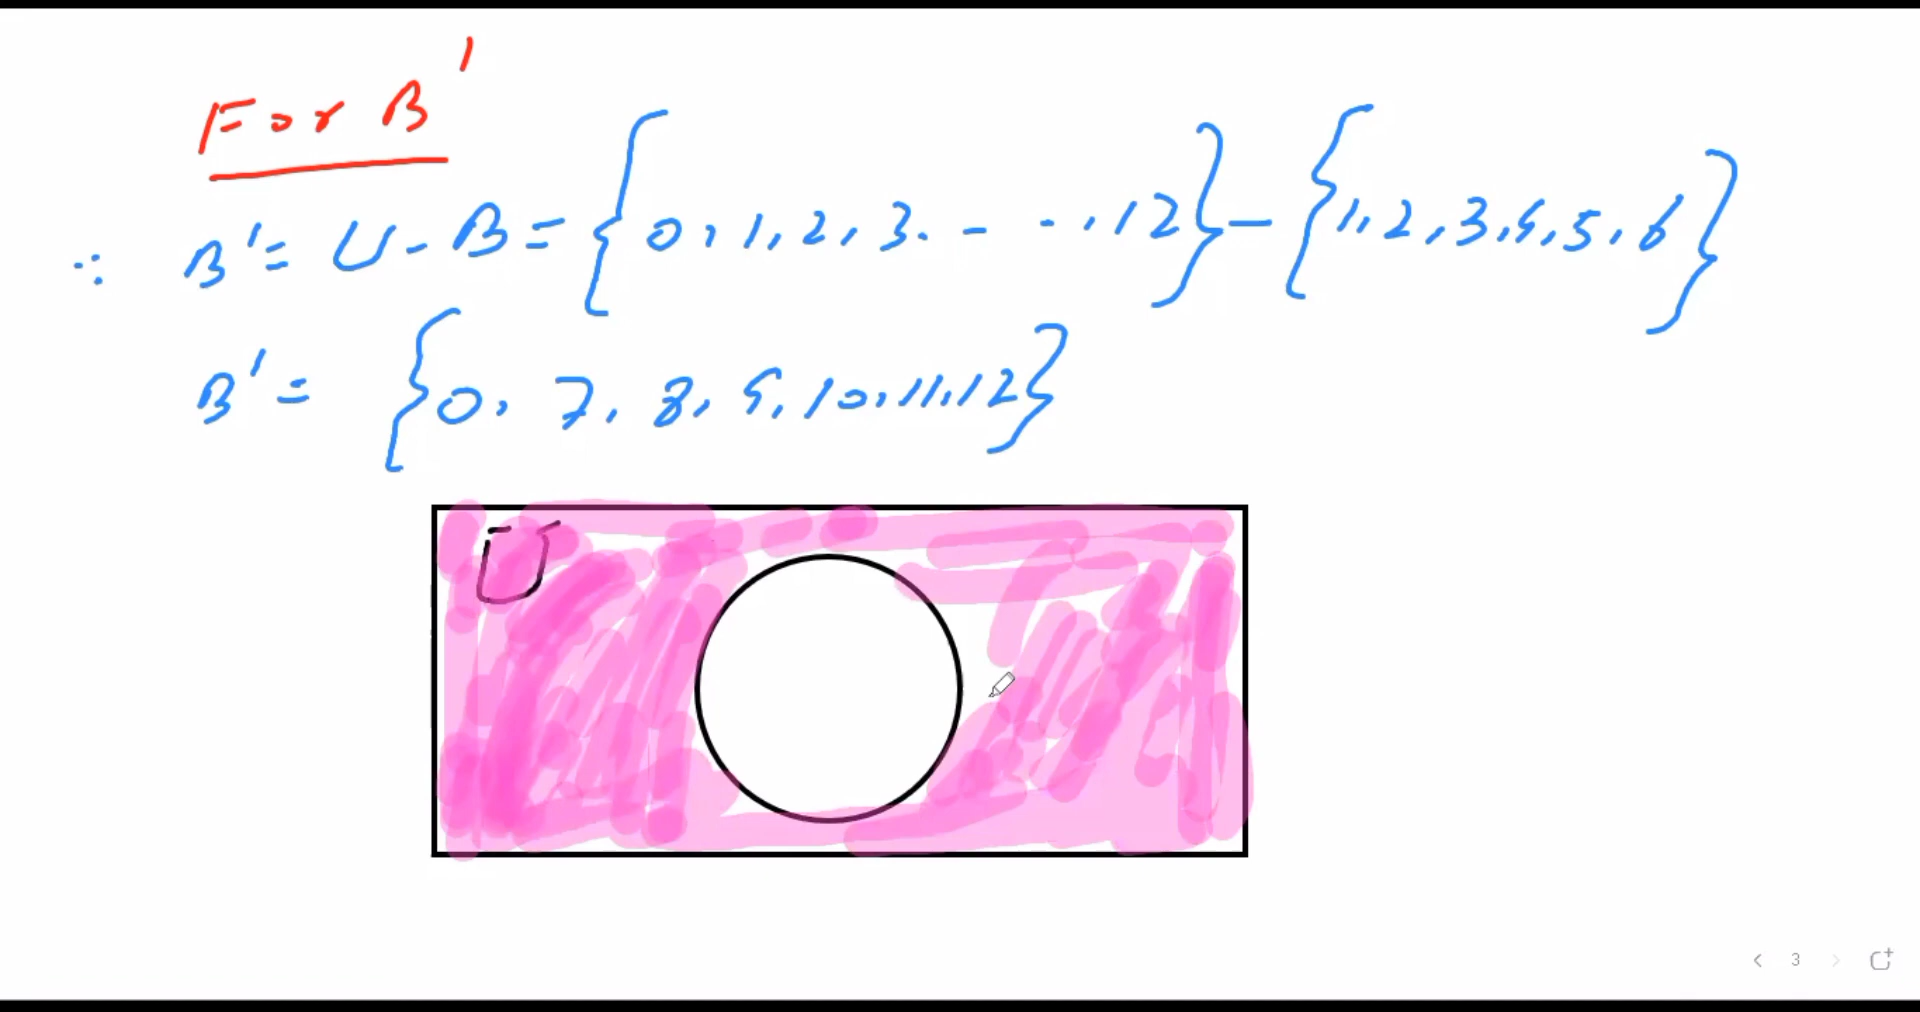 For B'
∵ B' = U - B = {0, 1, 2, 3. - - ., 12} - {1, 2, 3, 4, 5, 6}
B' = {0, 7, 8, 9, 10, 11, 12}
U
3